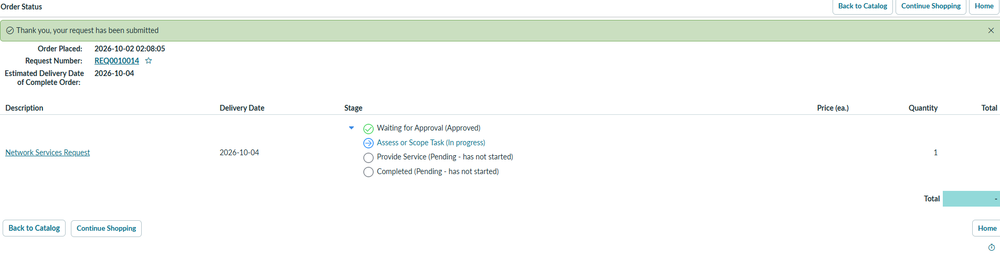 Order Status
Back to Catalog
Continue Shopping
Home
Thank you, your request has been submitted
Order Placed: 2026-10-02 02:08:05
Request Number: REQ0010014
Estimated Delivery Date 2026-10-04
of Complete Order:
Description Delivery Date Stage Price (ea.) Quantity Total
Waiting for Approval (Approved)
Assess or Scope Task (In progress)
Network Services Request 2026-10-04 1
Provide Service (Pending - has not started)
Completed (Pending - has not started)
Total -
Back to Catalog
Continue Shopping
Home